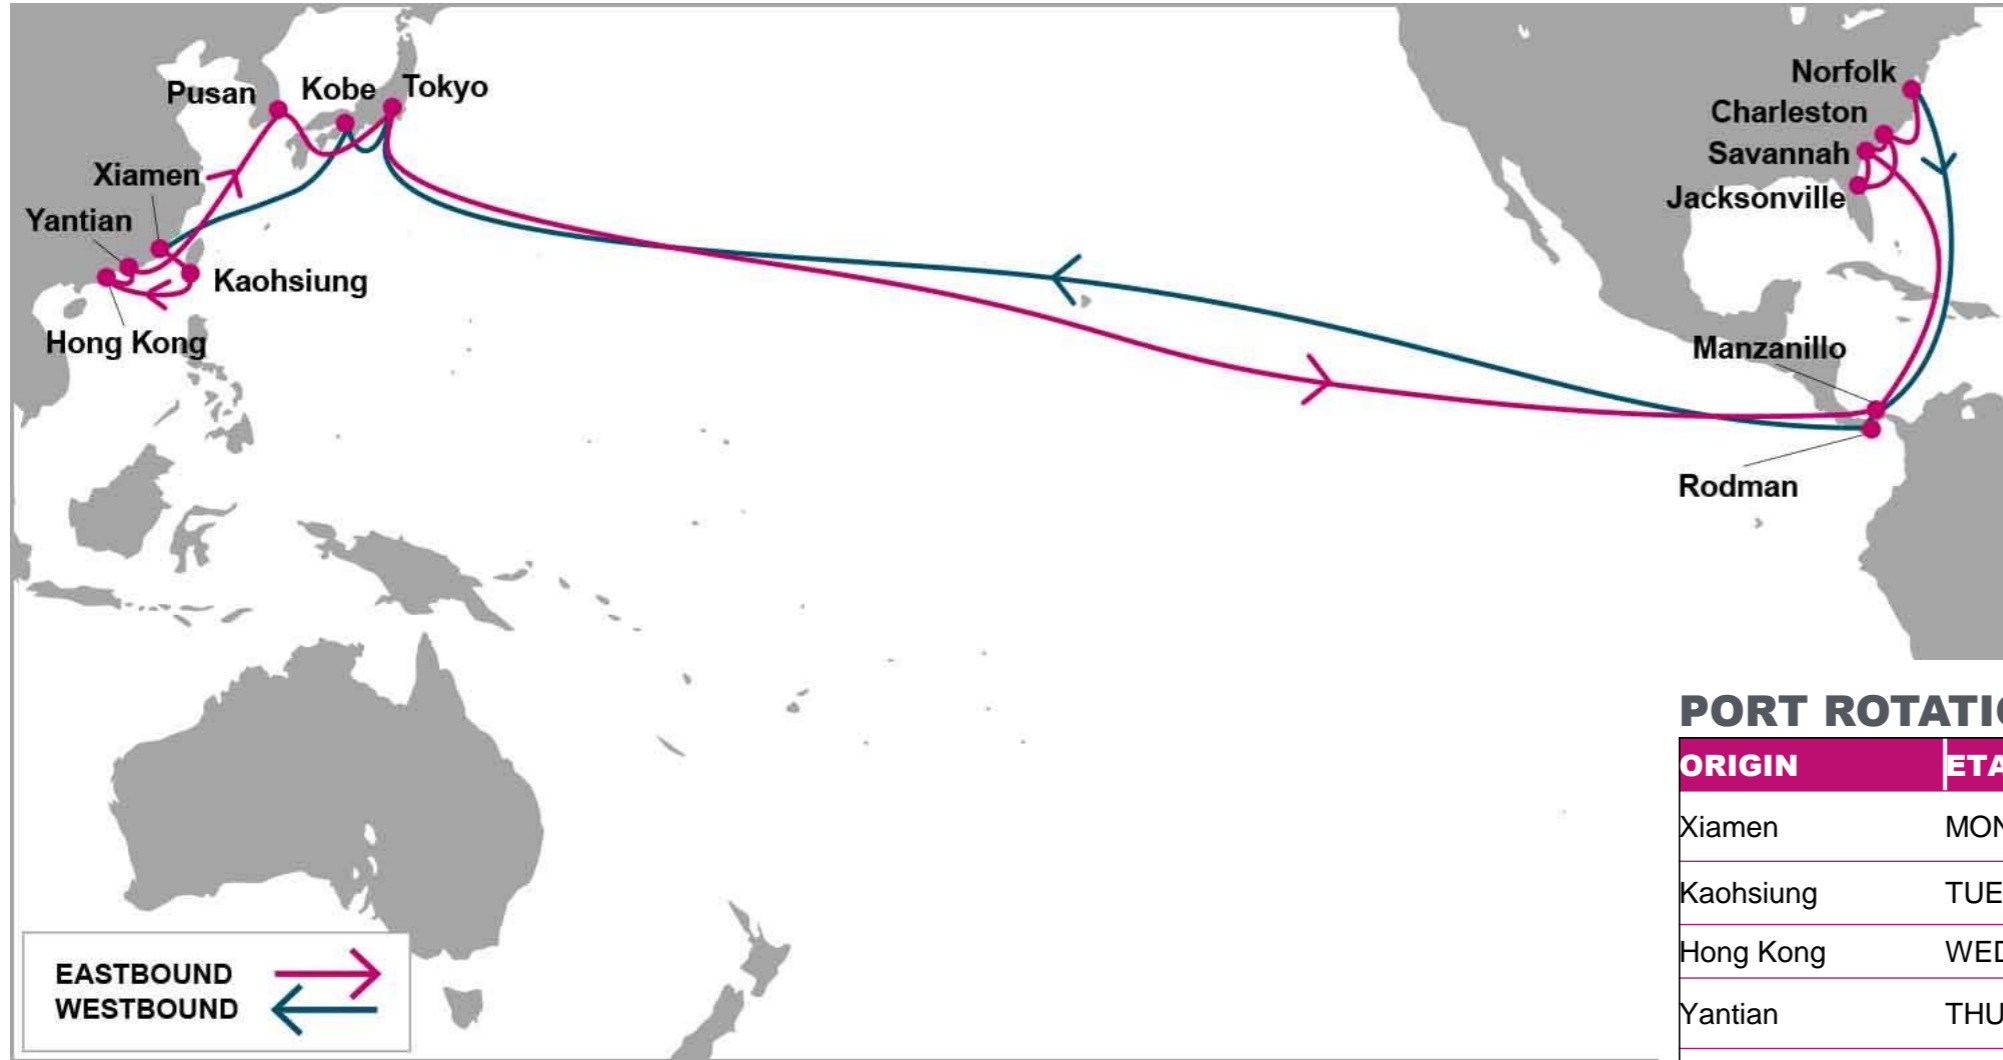 Norfolk
Pusan
Kobe
Tokyo
Charleston
Savannah
Xiamen
Jacksonville
Yantian
Kaohsiung
Hong Kong
Manzanillo
Rodman
PORT ROTATIO
ORIGIN ETA
Xiamen MON
Kaohsiung TUE
Hong Kong WED
Yantian THU
EASTBOUND
WESTBOUND